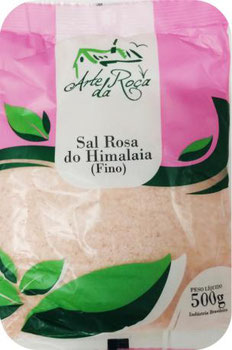 Arte da Roça
Sal Rosa
do Himalaia
(Fino)
PESO LÍQUIDO
500g
Indústria Brasileira